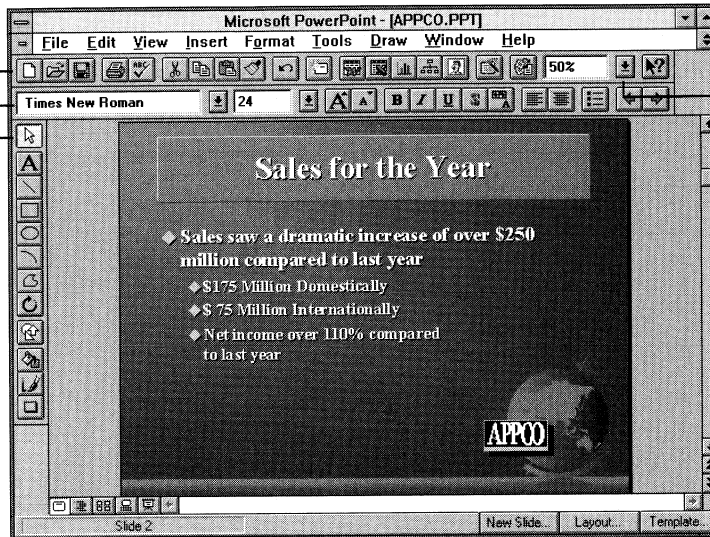 Microsoft PowerPoint - [APPCO.PPT]
File Edit View Insert Format Tools Draw Window Help
ABC 50% ?
Times New Roman 24 A A B I U S A
A
Sales for the Year
Sales saw a dramatic increase of over $250
million compared to last year
$175 Million Domestically
$ 75 Million Internationally
Net income over 110% compared
to last year
APPCO
Slide 2 New Slide... Layout... Template...